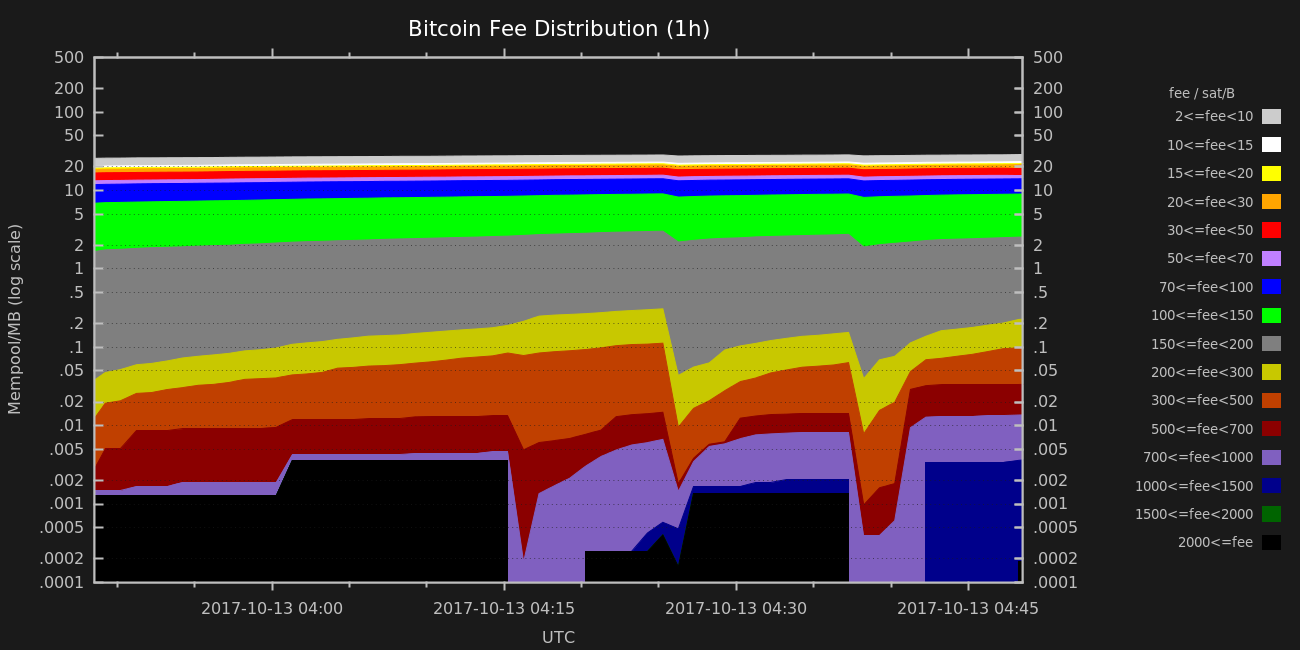 Bitcoin Fee Distribution (1h)
500 500
200 200
100 100
50 50
20 20
10 10
5 5
2 2
1 1
.5 .5
.2 .2
.1 .1
.05 .05
.02 .02
.01 .01
.005 .005
.002 .002
.001 .001
.0005 .0005
.0002 .0002
.0001 .0001
Mempool/MB (log scale)
2017-10-13 04:00 2017-10-13 04:15 2017-10-13 04:30 2017-10-13 04:45
UTC
fee / sat/B
2<=fee<10
10<=fee<15
15<=fee<20
20<=fee<30
30<=fee<50
50<=fee<70
70<=fee<100
100<=fee<150
150<=fee<200
200<=fee<300
300<=fee<500
500<=fee<700
700<=fee<1000
1000<=fee<1500
1500<=fee<2000
2000<=fee